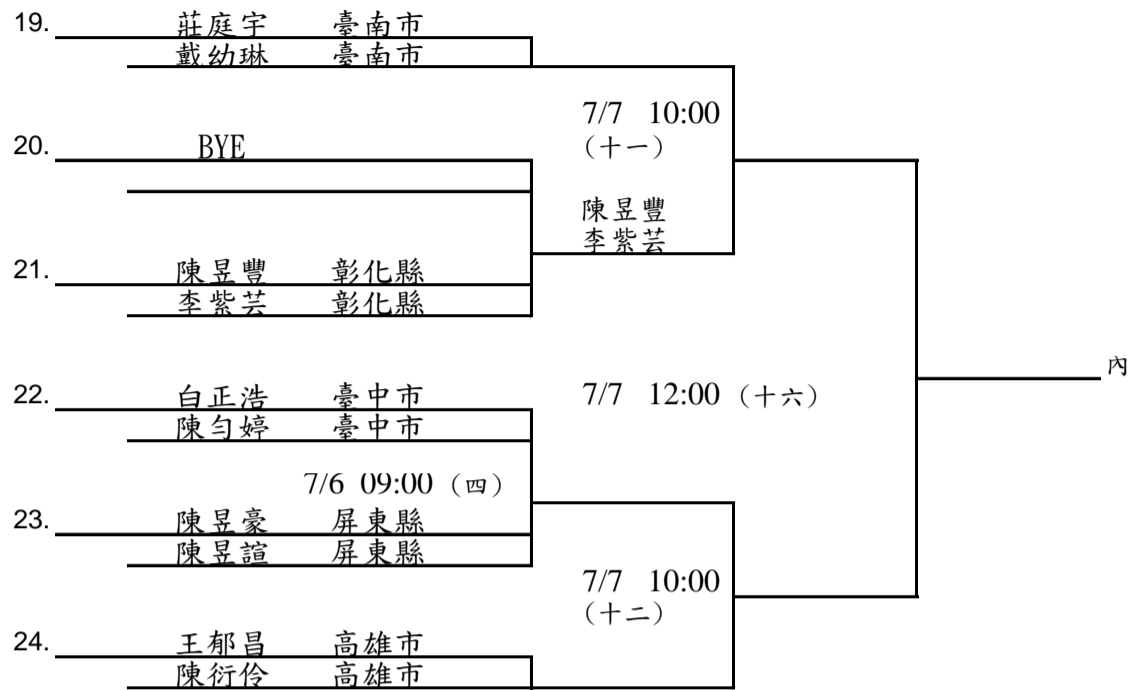 19. 莊庭宇 臺南市
戴幼琳 臺南市
7/7 10:00
(十一)
20. BYE
陳昱豐
李紫芸
21. 陳昱豐 彰化縣
李紫芸 彰化縣
內
22. 白正浩 臺中市
7/7 12:00 (十六)
陳勻婷 臺中市
7/6 09:00 (四)
23. 陳昱豪 屏東縣
陳昱諠 屏東縣
7/7 10:00
(十二)
24. 王郁昌 高雄市
陳衍伶 高雄市